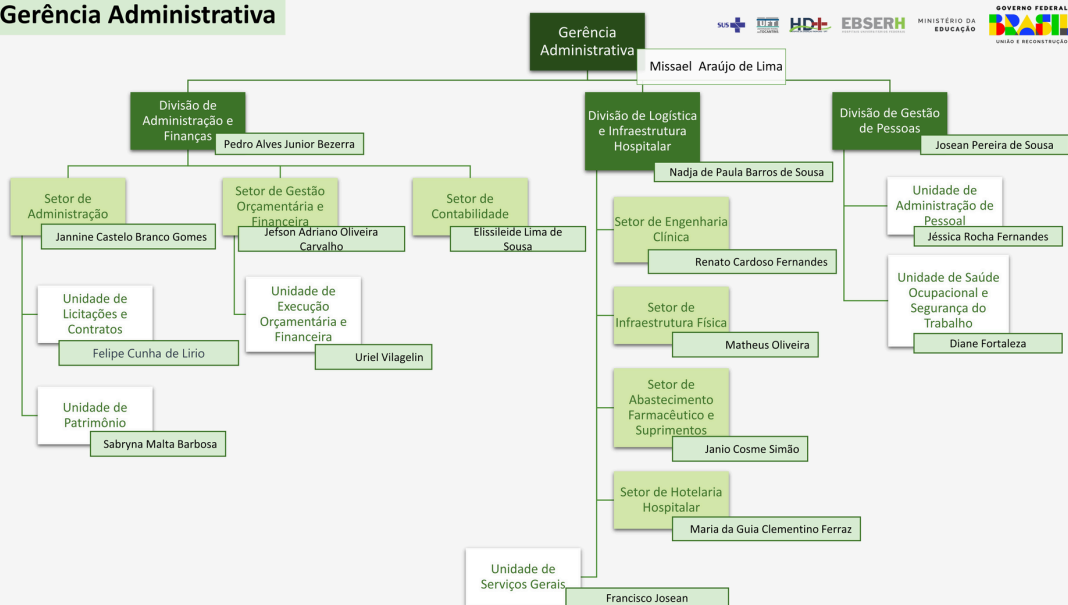 Gerência Administrativa
SUS
UFT
HDT
EBSERH
HOSPITAIS UNIVERSITÁRIOS FEDERAIS
MINISTÉRIO DA
EDUCAÇÃO
GOVERNO FEDERAL
BRASIL
UNIÃO E RECONSTRUÇÃO
Gerência
Administrativa
Missael Araújo de Lima
Divisão de
Administração e
Finanças
Pedro Alves Junior Bezerra
Divisão de Logística
e Infraestrutura
Hospitalar
Nadja de Paula Barros de Sousa
Divisão de Gestão
de Pessoas
Josean Pereira de Sousa
Setor de
Administração
Jannine Castelo Branco Gomes
Setor de Gestão
Orçamentária e
Financeira
Jefson Adriano Oliveira
Carvalho
Setor de
Contabilidade
Elissileide Lima de
Sousa
Unidade de
Licitações e
Contratos
Felipe Cunha de Lirio
Unidade de
Patrimônio
Sabryna Malta Barbosa
Unidade de
Execução
Orçamentária e
Financeira
Uriel Vilagelin
Setor de Engenharia
Clínica
Renato Cardoso Fernandes
Setor de
Infraestrutura Física
Matheus Oliveira
Setor de
Abastecimento
Farmacêutico e
Suprimentos
Janio Cosme Simão
Setor de Hotelaria
Hospitalar
Maria da Guia Clementino Ferraz
Unidade de
Serviços Gerais
Francisco Josean
Unidade de
Administração de
Pessoal
Jéssica Rocha Fernandes
Unidade de Saúde
Ocupacional e
Segurança do
Trabalho
Diane Fortaleza